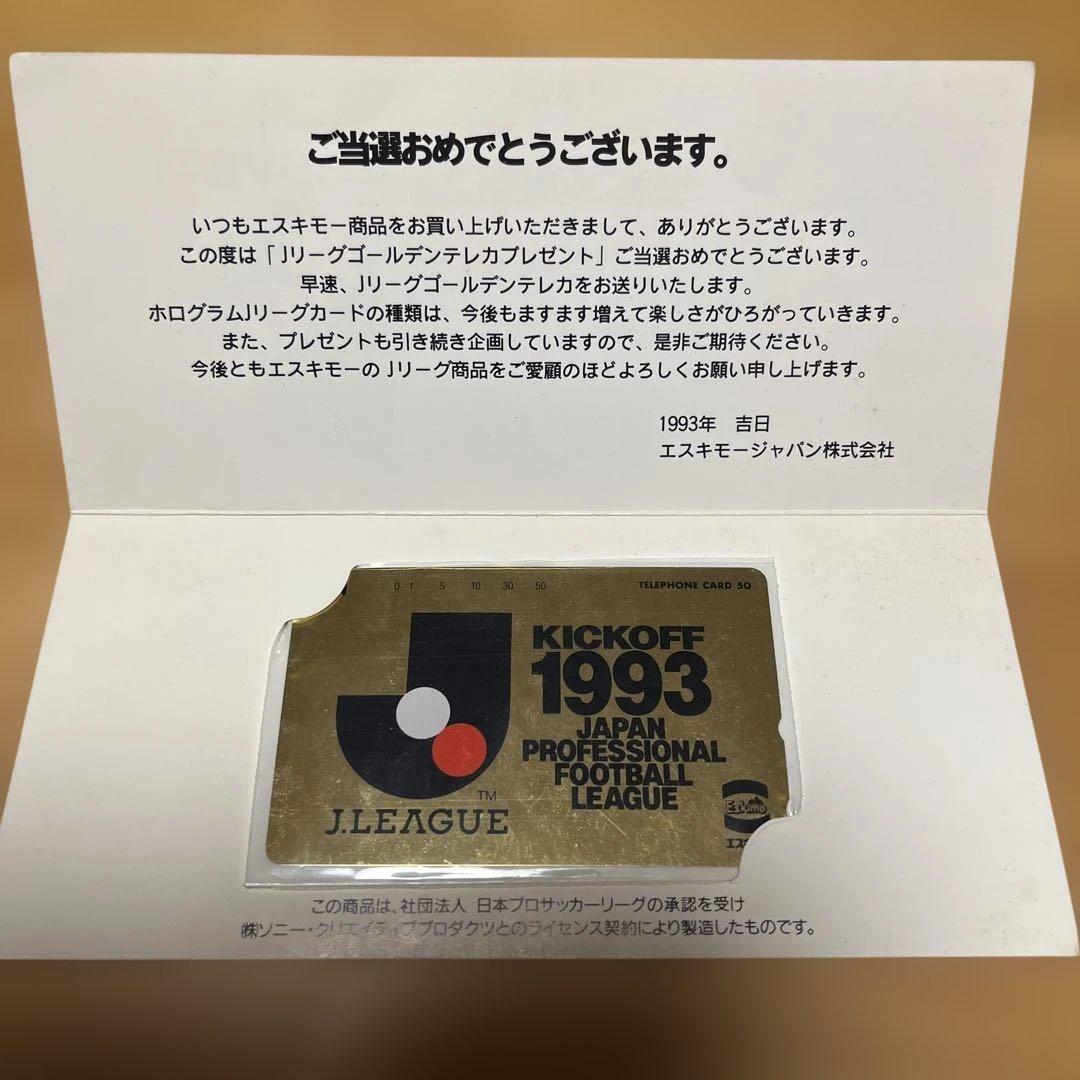 ご当選おめでとうございます。
いつもエスキモー商品をお買い上げいただきまして、ありがとうございます。
この度は「Jリーグゴールデンテレカプレゼント」ご当選おめでとうございます。
早速、Jリーグゴールデンテレカをお送りいたします。
ホログラムJリーグカードの種類は、今後もますます増えて楽しさがひろがっていきます。
また、プレゼントも引き続き企画していますので、是非ご期待ください。
今後ともエスキモーのJリーグ商品をご愛顧のほどよろしくお願い申し上げます。
1993年 吉日
エスキモージャパン株式会社
0 1 5 10 30 50
TELEPHONE CARD 50
J
TM
J.LEAGUE
KICKOFF
1993
JAPAN
PROFESSIONAL
FOOTBALL
LEAGUE
Eskimo
エス
この商品は、社団法人 日本プロサッカーリーグの承認を受け
㈱ソニー・クリエイティブプロダクツとのライセンス契約により製造したものです。